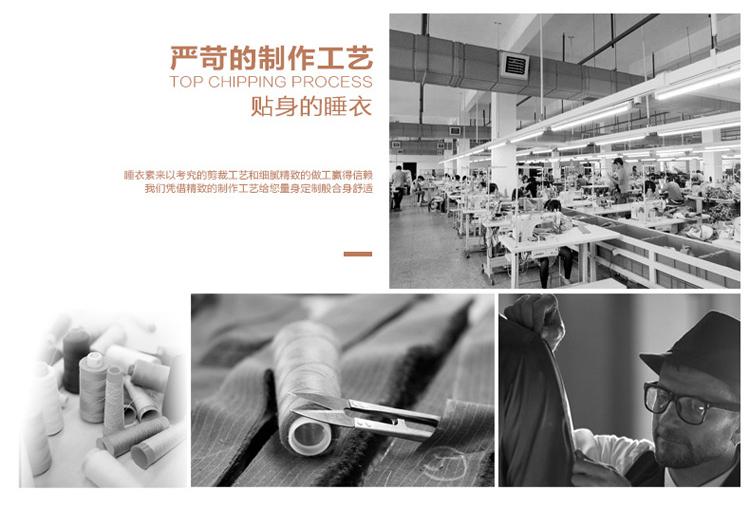 严苛的制作工艺
TOP CHIPPING PROCESS
贴身的睡衣
睡衣素来以考究的剪裁工艺和细腻精致的做工赢得信赖
我们凭借精致的制作工艺给您量身定制般合身舒适